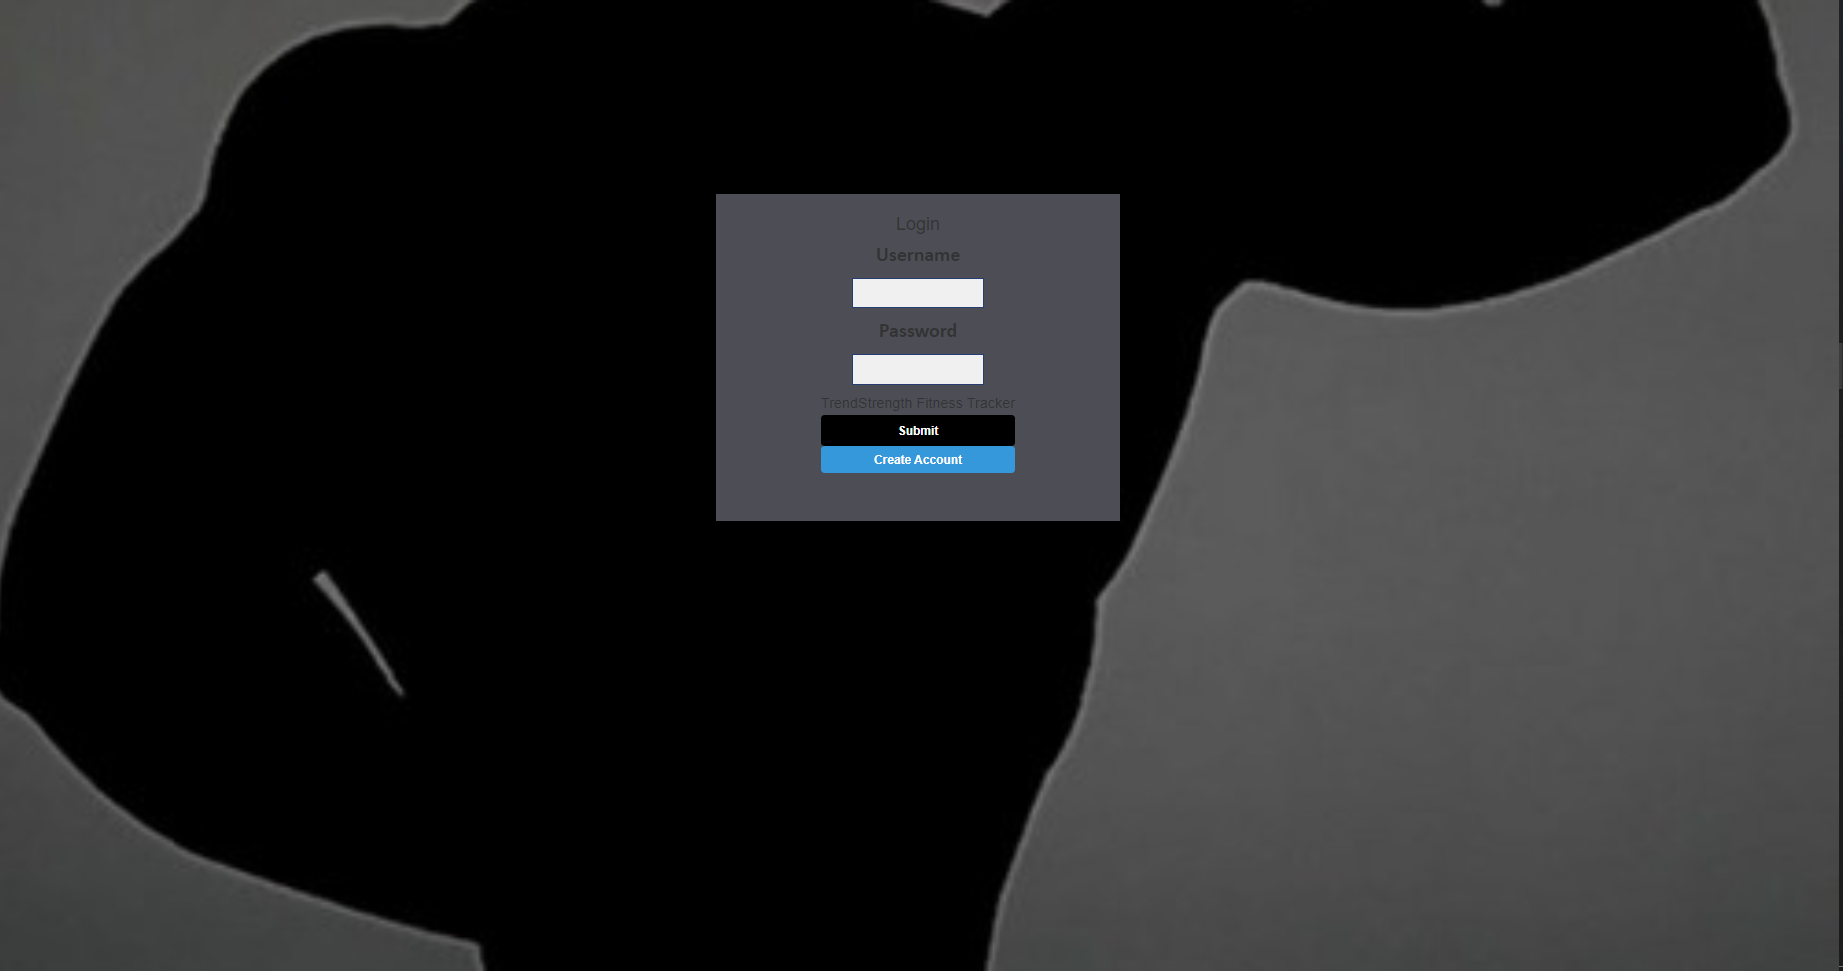 Login
Username
Password
TrendStrength Fitness Tracker
Submit
Create Account